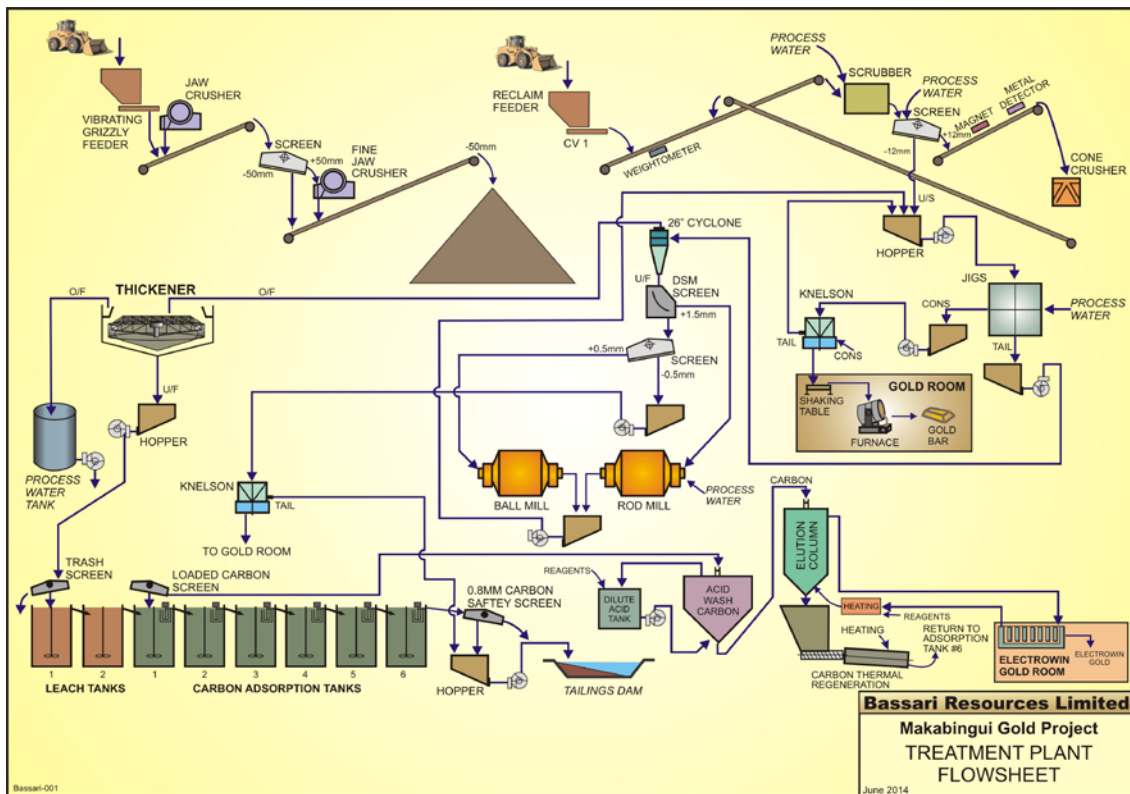 JAW
CRUSHER
VIBRATING
GRIZZLY
FEEDER
SCREEN
-50mm
+50mm
FINE
JAW
CRUSHER
-50mm
RECLAIM
FEEDER
CV 1
WEIGHTOMETER
PROCESS
WATER
SCRUBBER
PROCESS
WATER
SCREEN
+12mm
-12mm
MAGNET
METAL
DETECTOR
CONE
CRUSHER
U/S
HOPPER
26" CYCLONE
U/F
DSM
SCREEN
+1.5mm
+0.5mm
SCREEN
-0.5mm
JIGS
CONS
TAIL
PROCESS
WATER
KNELSON
TAIL
CONS
GOLD ROOM
SHAKING
TABLE
FURNACE
GOLD
BAR
THICKENER
O/F
O/F
U/F
HOPPER
PROCESS
WATER
TANK
KNELSON
TAIL
TO GOLD ROOM
BALL MILL
ROD MILL
PROCESS
WATER
TRASH
SCREEN
LOADED CARBON
SCREEN
1
2
1
2
3
4
5
6
LEACH TANKS
CARBON ADSORPTION TANKS
0.8MM CARBON
SAFTEY SCREEN
HOPPER
TAILINGS DAM
REAGENTS
DILUTE
ACID
TANK
ACID
WASH
CARBON
CARBON
ELUTION
COLUMN
HEATING
REAGENTS
HEATING
RETURN TO
ADSORPTION
TANK #6
CARBON THERMAL
REGENERATION
ELECTROWIN
GOLD ROOM
ELECTROWIN
GOLD
Bassari Resources Limited
Makabingui Gold Project
TREATMENT PLANT
FLOWSHEET
June 2014
Bassari-001